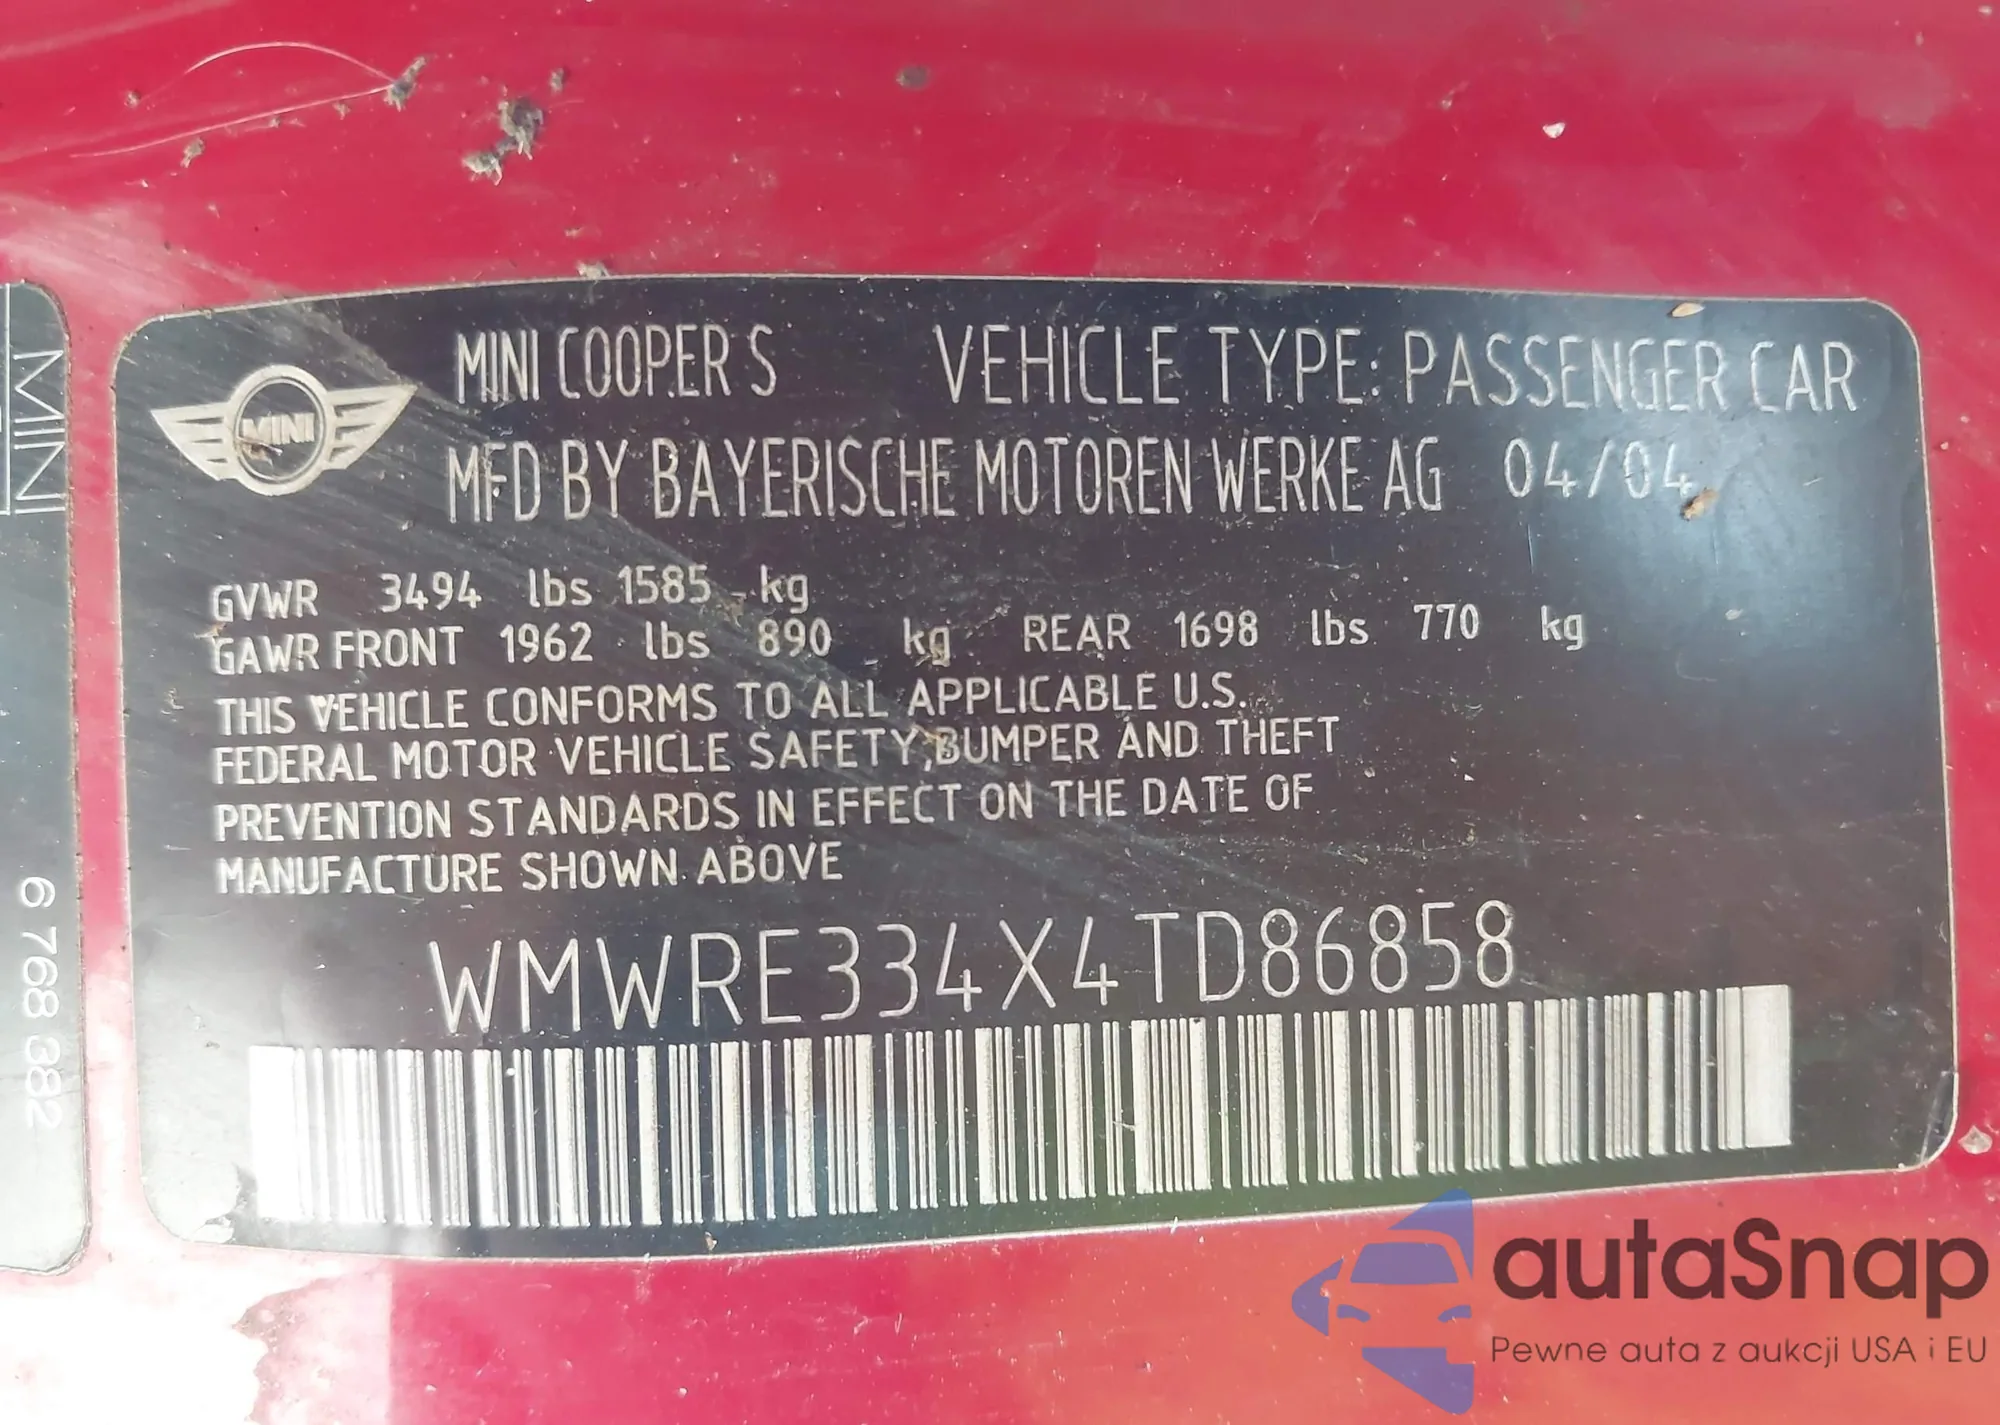 MINI
6 768 382
MINI
MINI COOPER S VEHICLE TYPE: PASSENGER CAR
MFD BY BAYERISCHE MOTOREN WERKE AG 04/04
GVWR 3494 lbs 1585 kg
GAWR FRONT 1962 lbs 890 kg REAR 1698 lbs 770 kg
THIS VEHICLE CONFORMS TO ALL APPLICABLE U.S.
FEDERAL MOTOR VEHICLE SAFETY,BUMPER AND THEFT
PREVENTION STANDARDS IN EFFECT ON THE DATE OF
MANUFACTURE SHOWN ABOVE
WMWRE334X4TD86858
autaSnap
Pewne auta z aukcji USA i EU